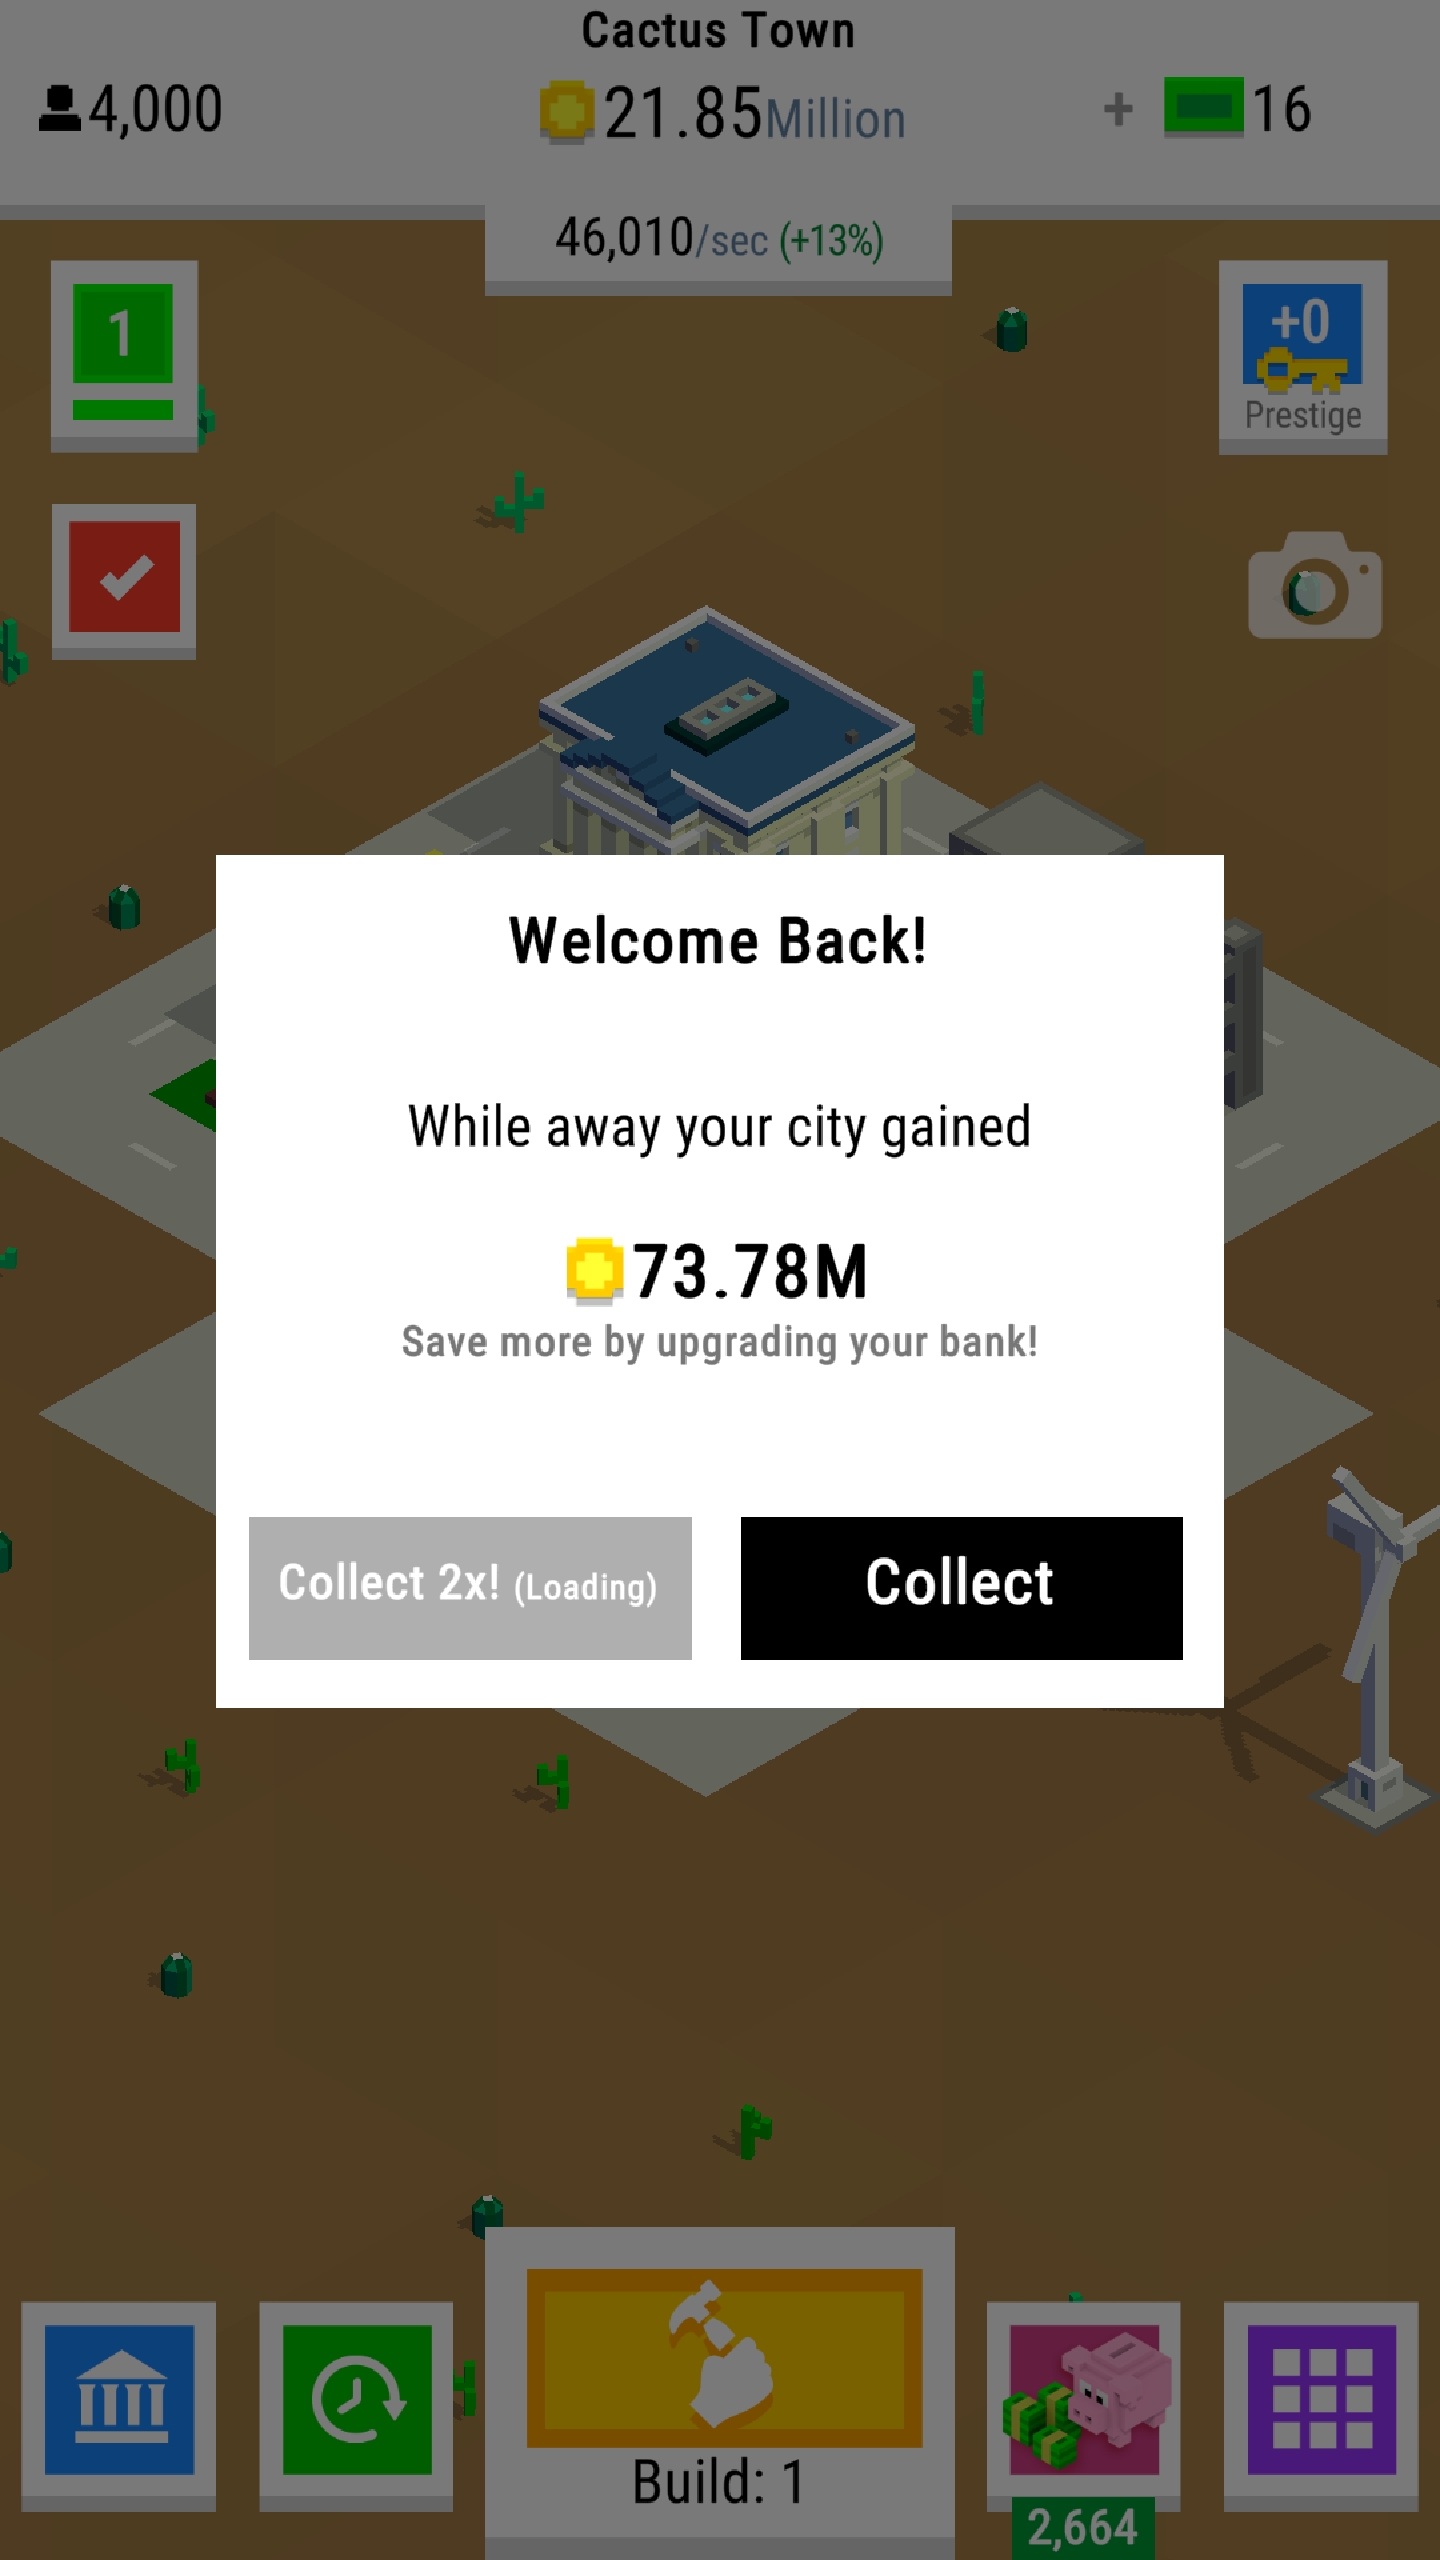 Cactus Town
4,000
21.85Million
+ 16
46,010/sec (+13%)
1
+0
Prestige
Welcome Back!
While away your city gained
73.78M
Save more by upgrading your bank!
Collect 2x! (Loading)
Collect
Build: 1
2,664